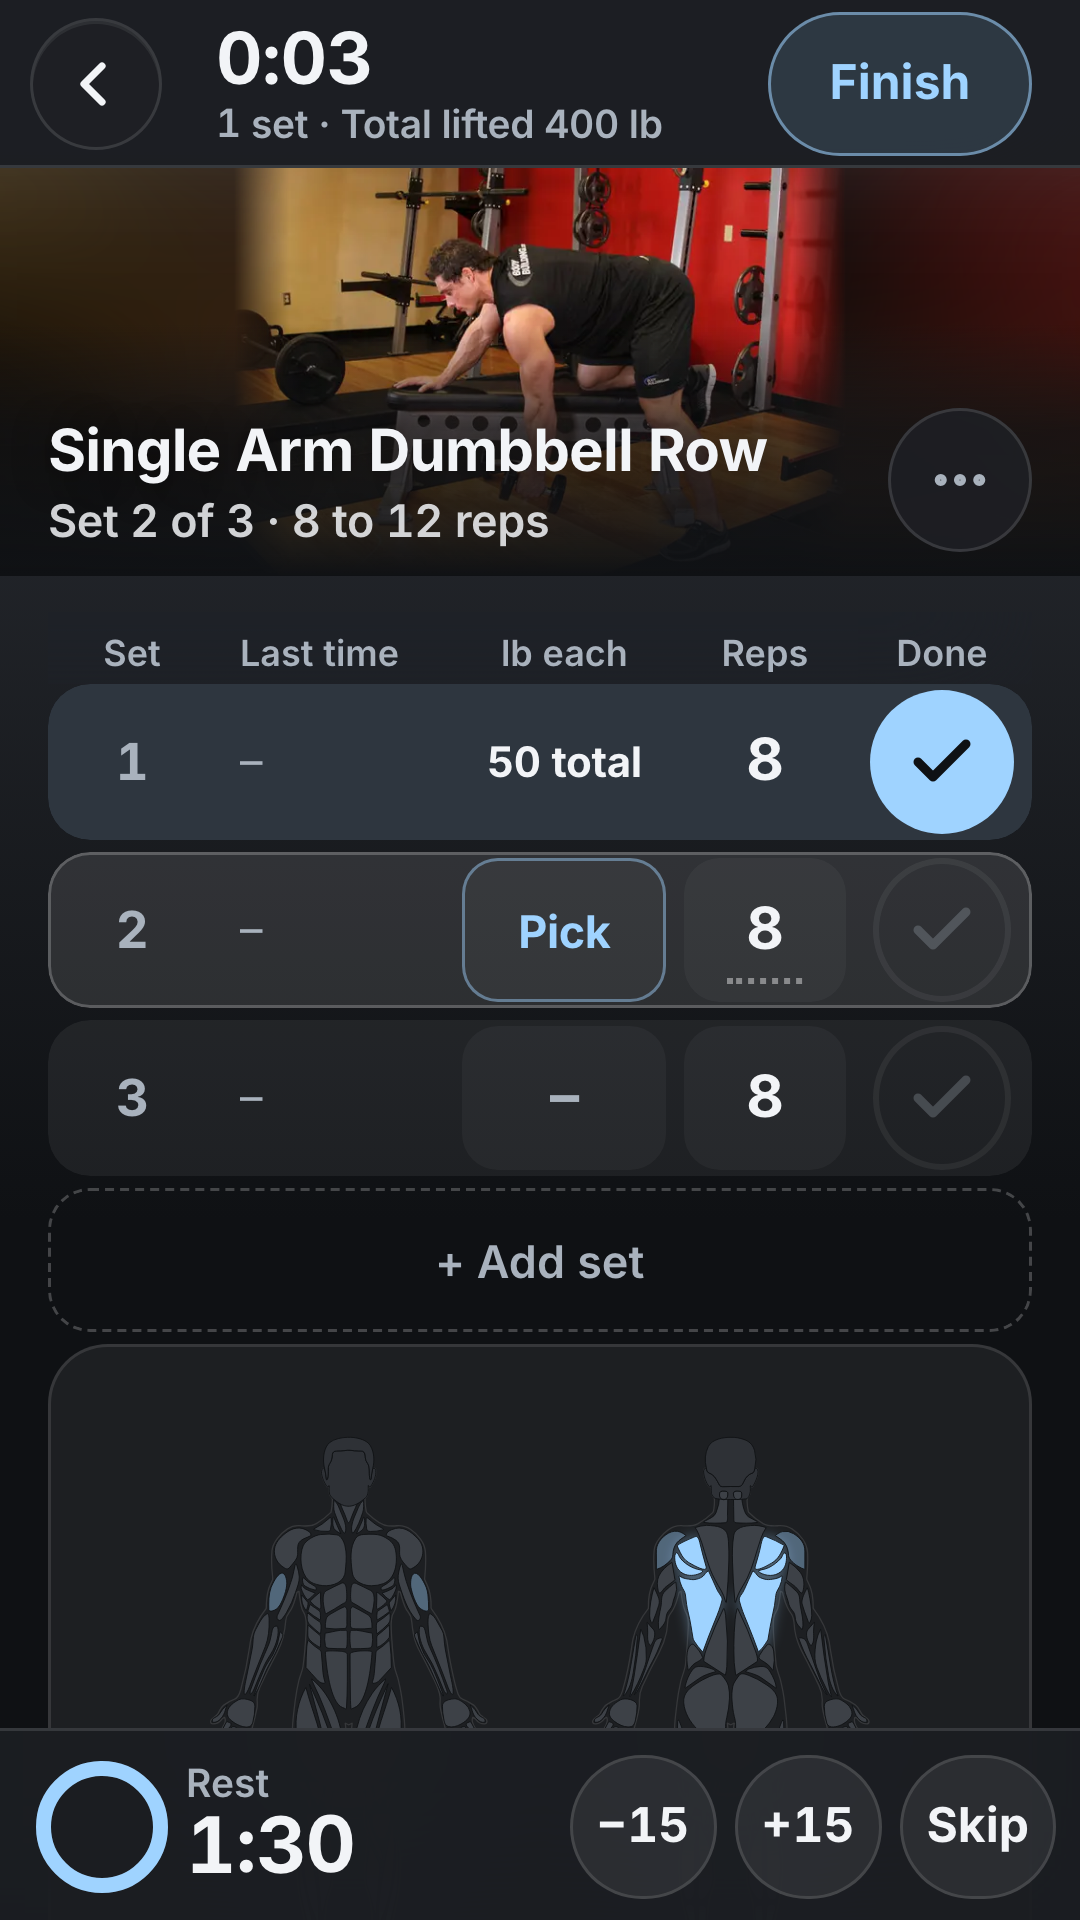 0:03
1 set · Total lifted 400 lb
Finish
Single Arm Dumbbell Row
Set 2 of 3 · 8 to 12 reps
Set Last time lb each Reps Done
1 – 50 total 8
2 – Pick 8
3 – – 8
+ Add set
Rest
1:30
−15 +15 Skip